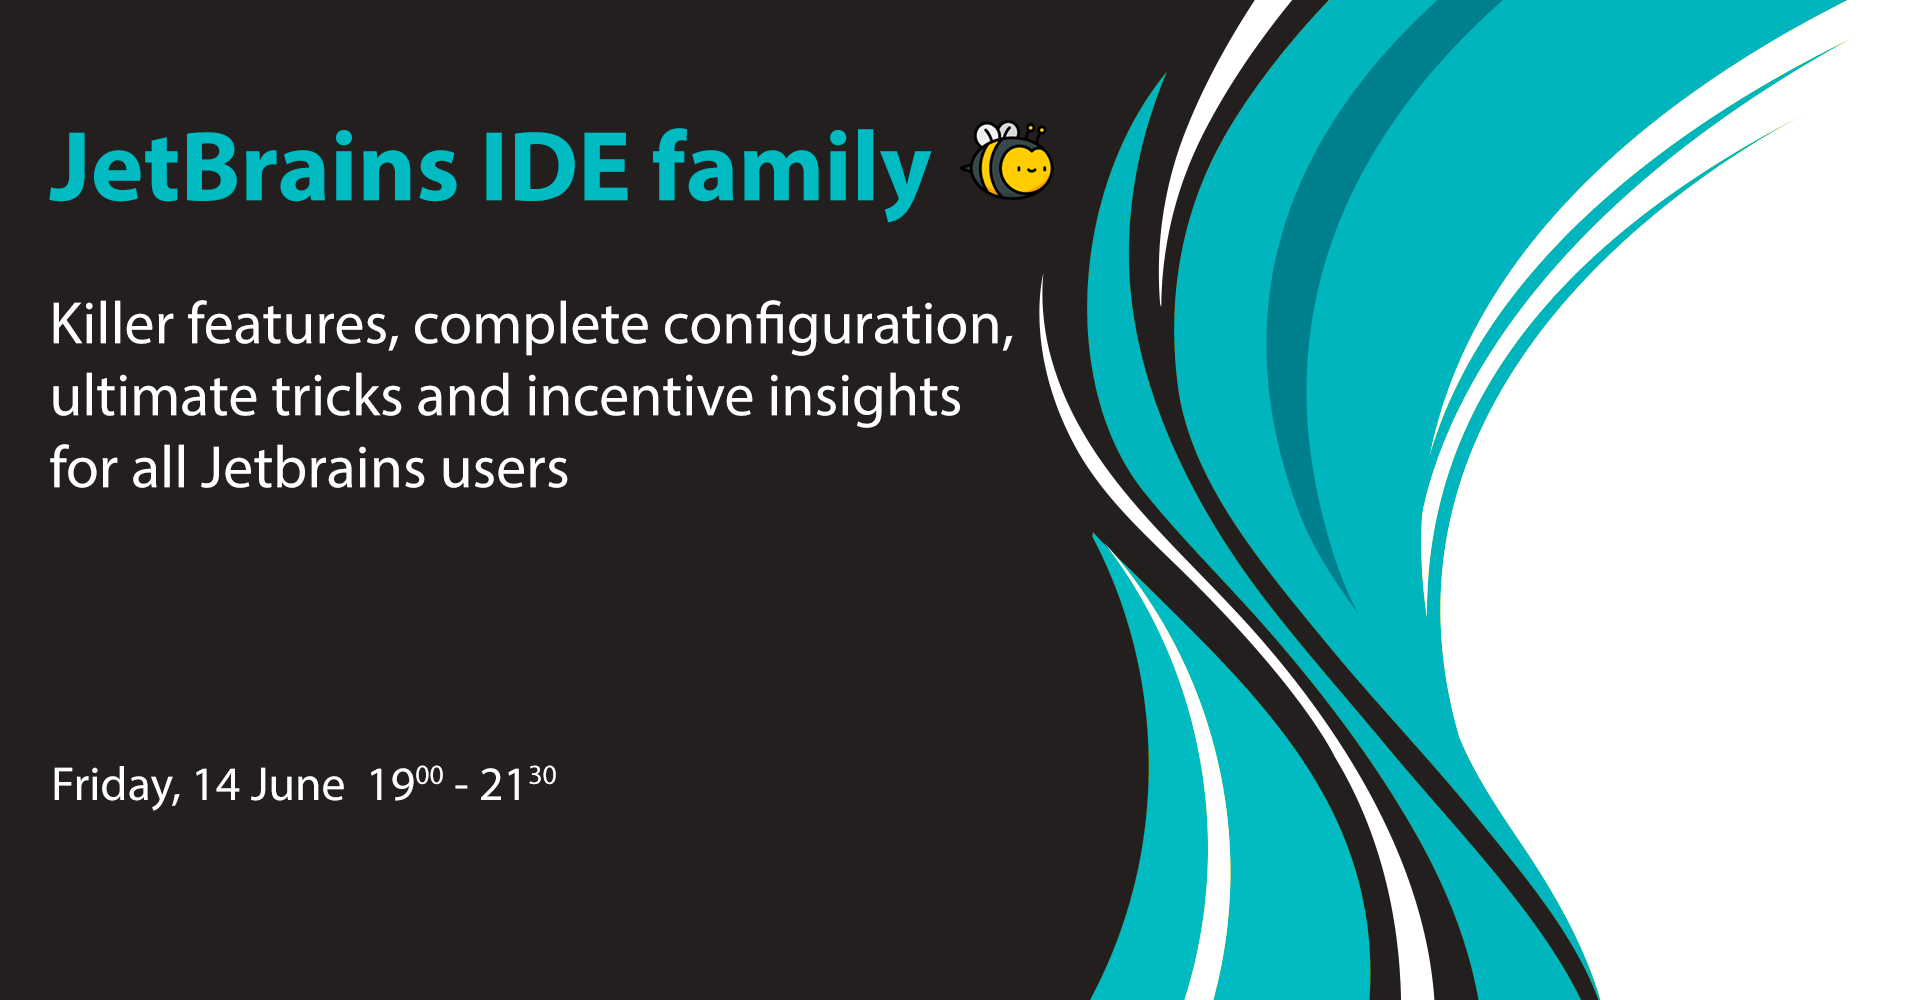 JetBrains IDE family
Killer features, complete configuration,
ultimate tricks and incentive insights
for all Jetbrains users
Friday, 14 June 19⁰⁰ - 21³⁰